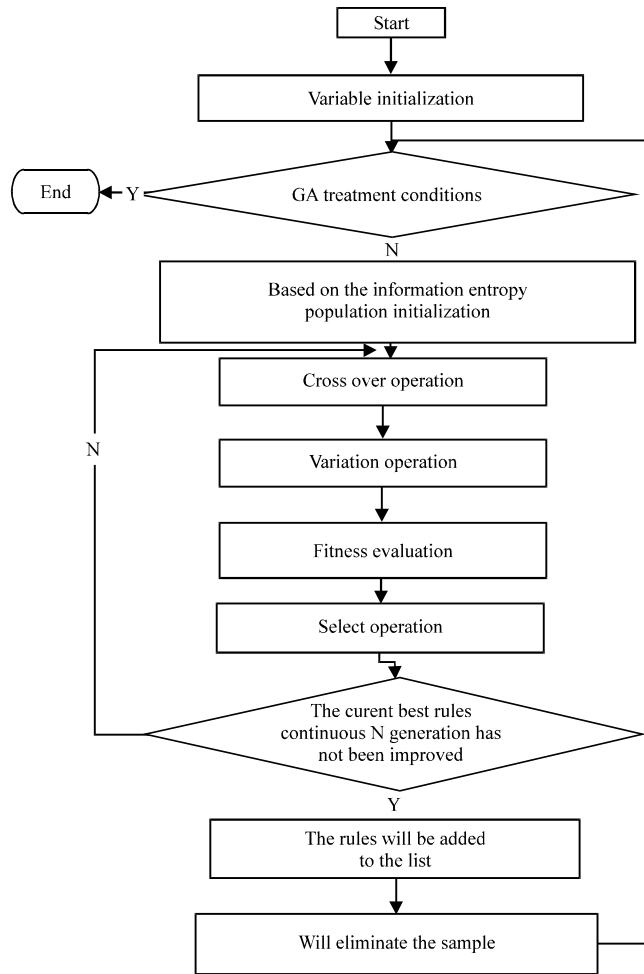 Start
Variable initialization
GA treatment conditions
Y
End
N
Based on the information entropy
population initialization
Cross over operation
N
Variation operation
Fitness evaluation
Select operation
The curent best rules
continuous N generation has
not been improved
Y
The rules will be added
to the list
Will eliminate the sample